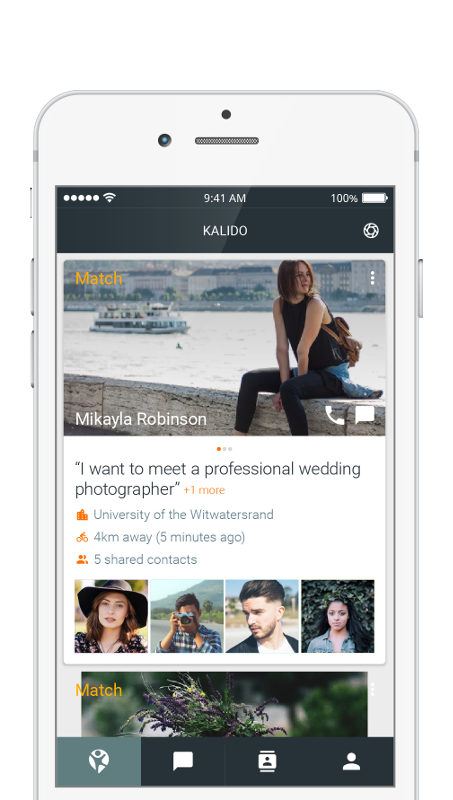 9:41 AM
100%
KALIDO
Match
Mikayla Robinson
“I want to meet a professional wedding
photographer” +1 more
University of the Witwatersrand
4km away (5 minutes ago)
5 shared contacts
Match